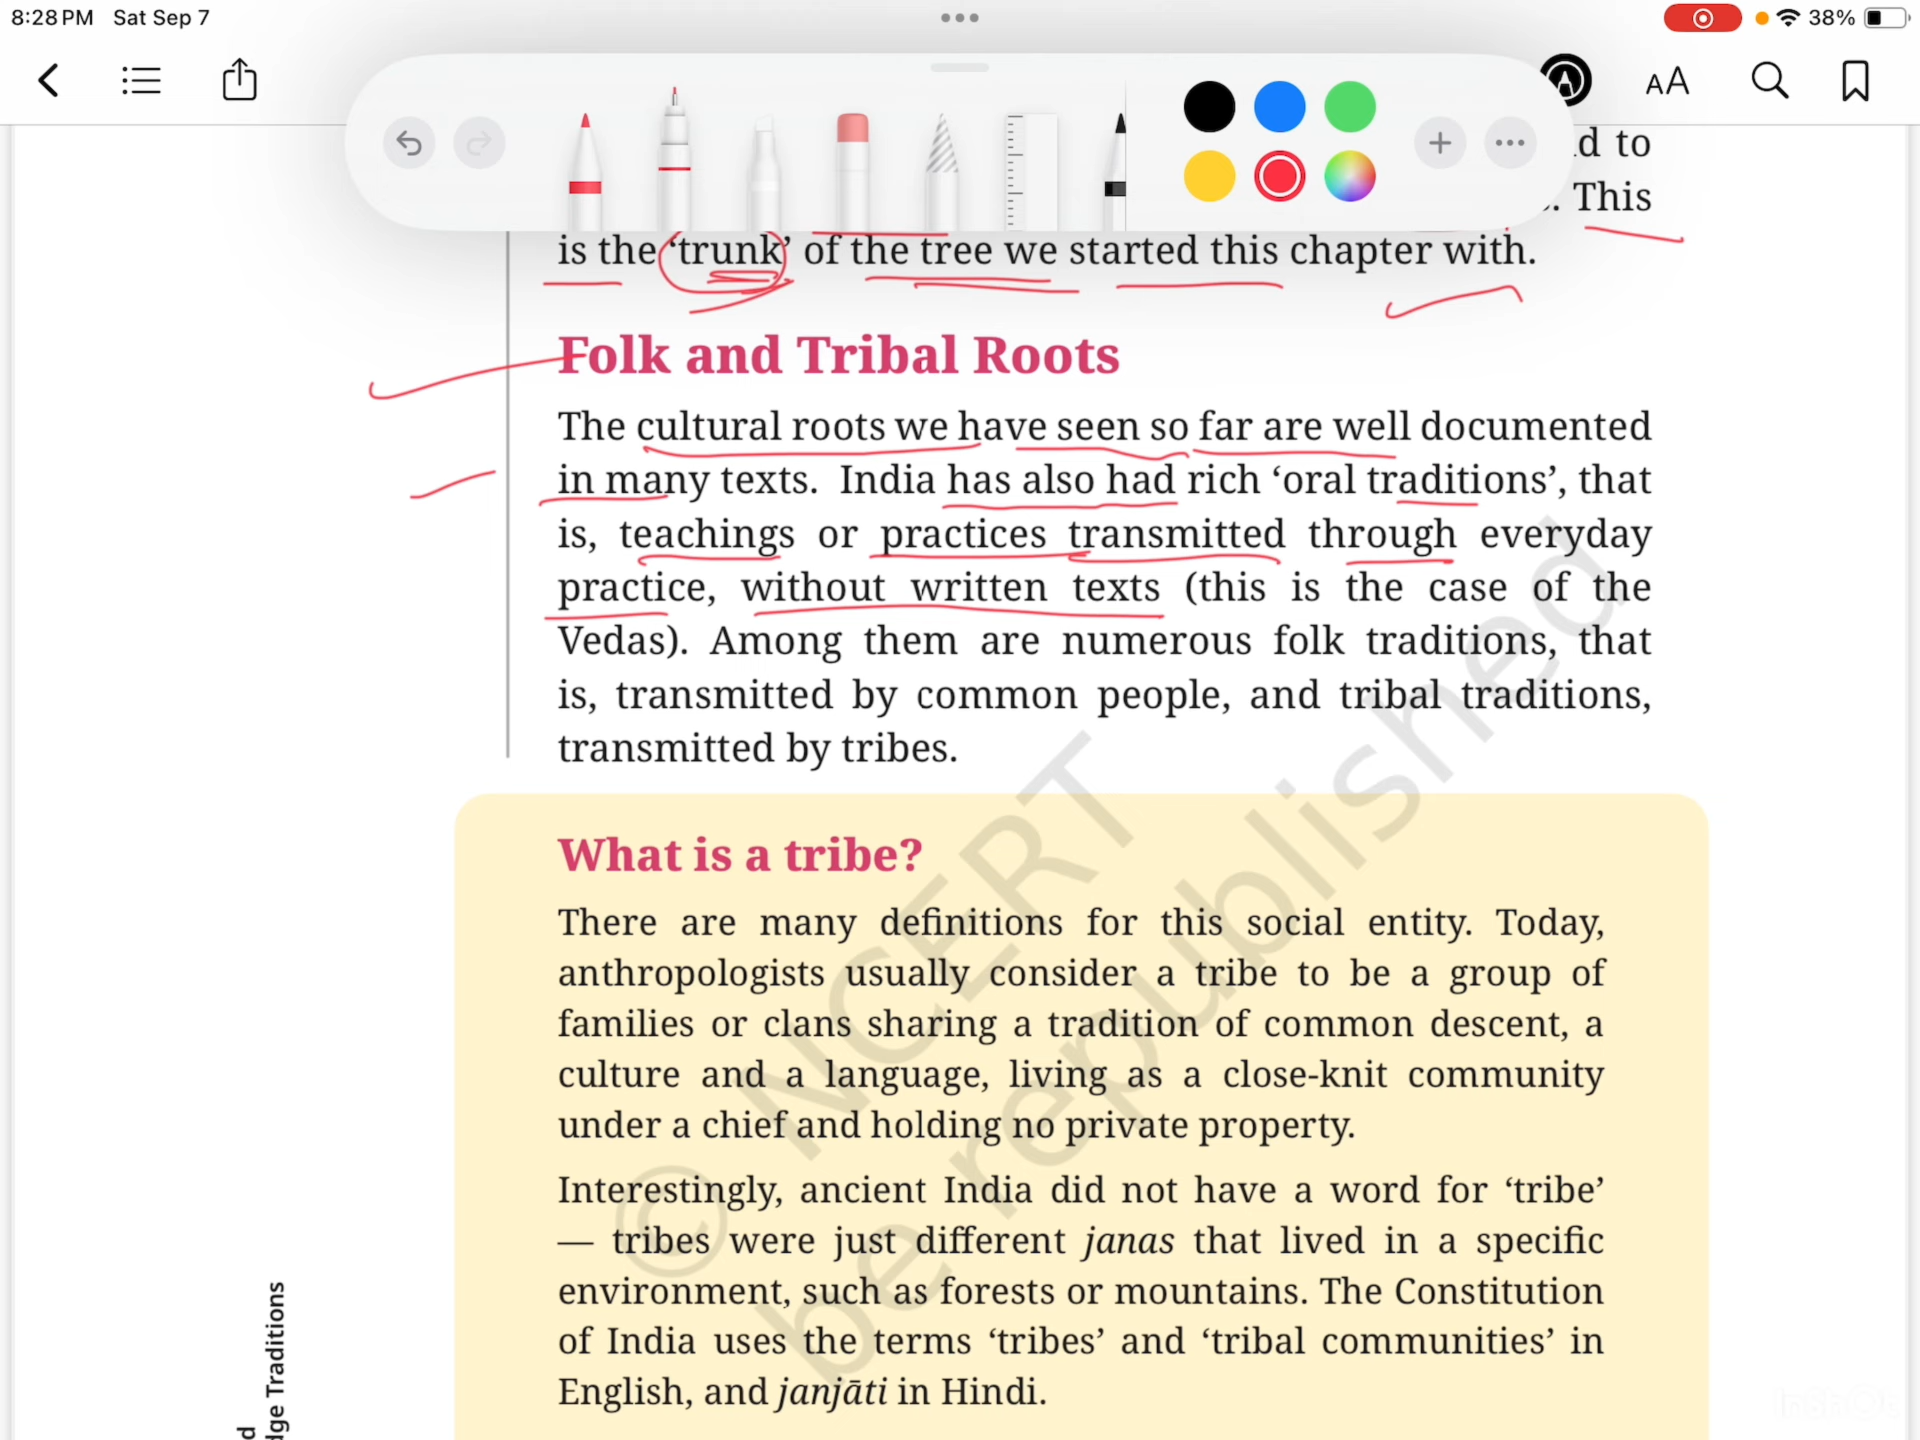 8:28 PM Sat Sep 7
38%
AA
d to
This
is the ‘trunk’ of the tree we started this chapter with.
Folk and Tribal Roots
The cultural roots we have seen so far are well documented
in many texts. India has also had rich ‘oral traditions’, that
is, teachings or practices transmitted through everyday
practice, without written texts (this is the case of the
Vedas). Among them are numerous folk traditions, that
is, transmitted by common people, and tribal traditions,
transmitted by tribes.
What is a tribe?
There are many definitions for this social entity. Today,
anthropologists usually consider a tribe to be a group of
families or clans sharing a tradition of common descent, a
culture and a language, living as a close-knit community
under a chief and holding no private property.
Interestingly, ancient India did not have a word for ‘tribe’
— tribes were just different janas that lived in a specific
environment, such as forests or mountains. The Constitution
of India uses the terms ‘tribes’ and ‘tribal communities’ in
English, and janjāti in Hindi.
© NCERT
be republished
d
dge Traditions
InShOt